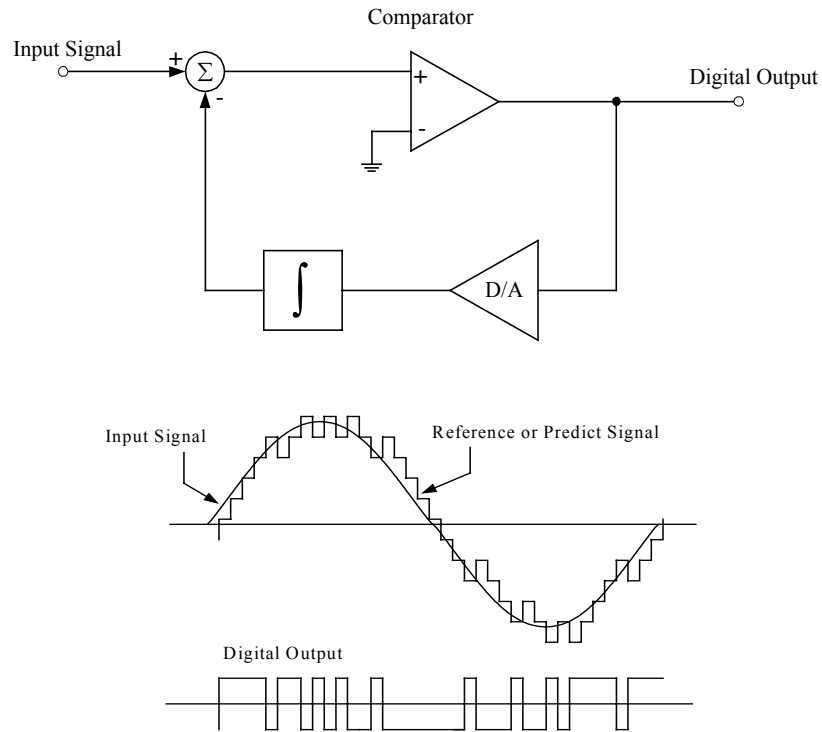 Comparator
Input Signal
+
Σ
-
+
-
Digital Output
∫
D/A
Input Signal
Reference or Predict Signal
Digital Output